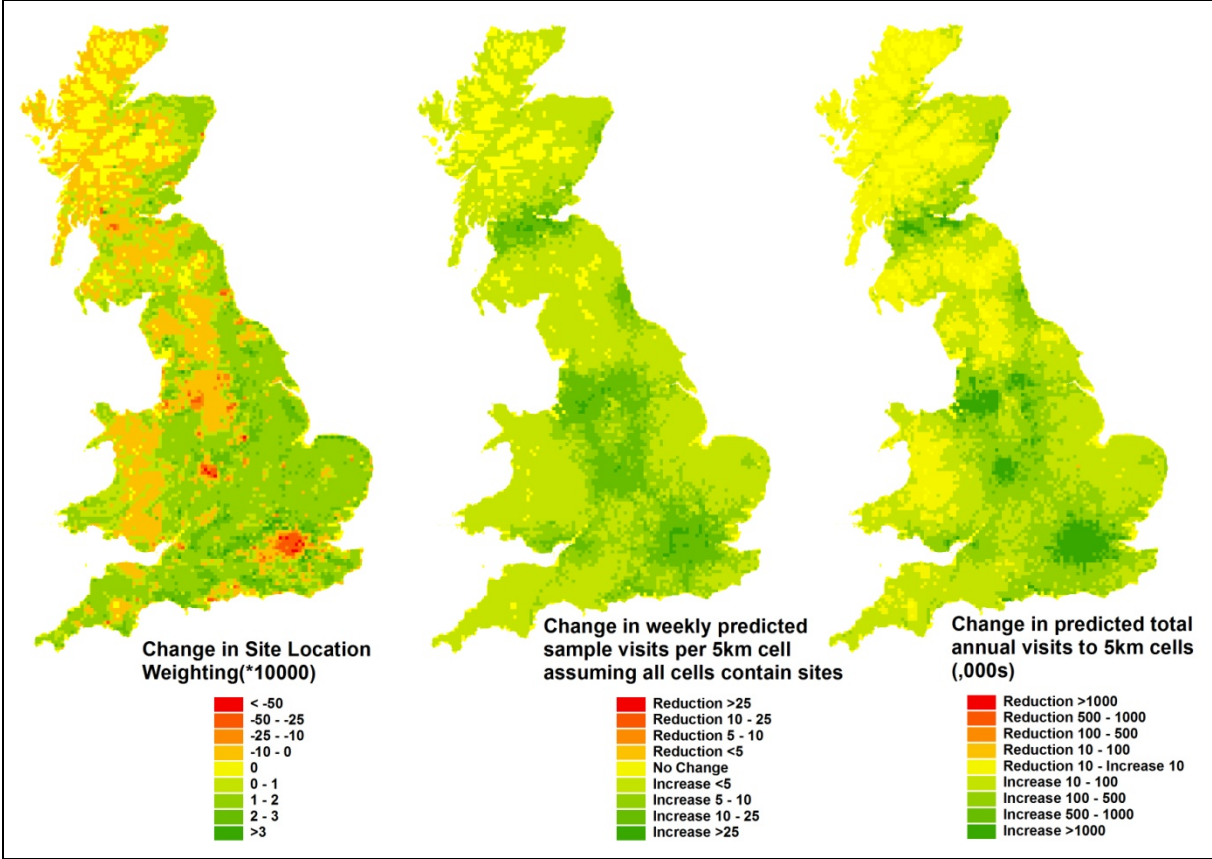 Change in Site Location
Weighting(*10000)
< -50
-50 - -25
-25 - -10
-10 - 0
0
0 - 1
1 - 2
2 - 3
>3
Change in weekly predicted
sample visits per 5km cell
assuming all cells contain sites
Reduction >25
Reduction 10 - 25
Reduction 5 - 10
Reduction <5
No Change
Increase <5
Increase 5 - 10
Increase 10 - 25
Increase >25
Change in predicted total
annual visits to 5km cells
(,000s)
Reduction >1000
Reduction 500 - 1000
Reduction 100 - 500
Reduction 10 - 100
Reduction 10 - Increase 10
Increase 10 - 100
Increase 100 - 500
Increase 500 - 1000
Increase >1000